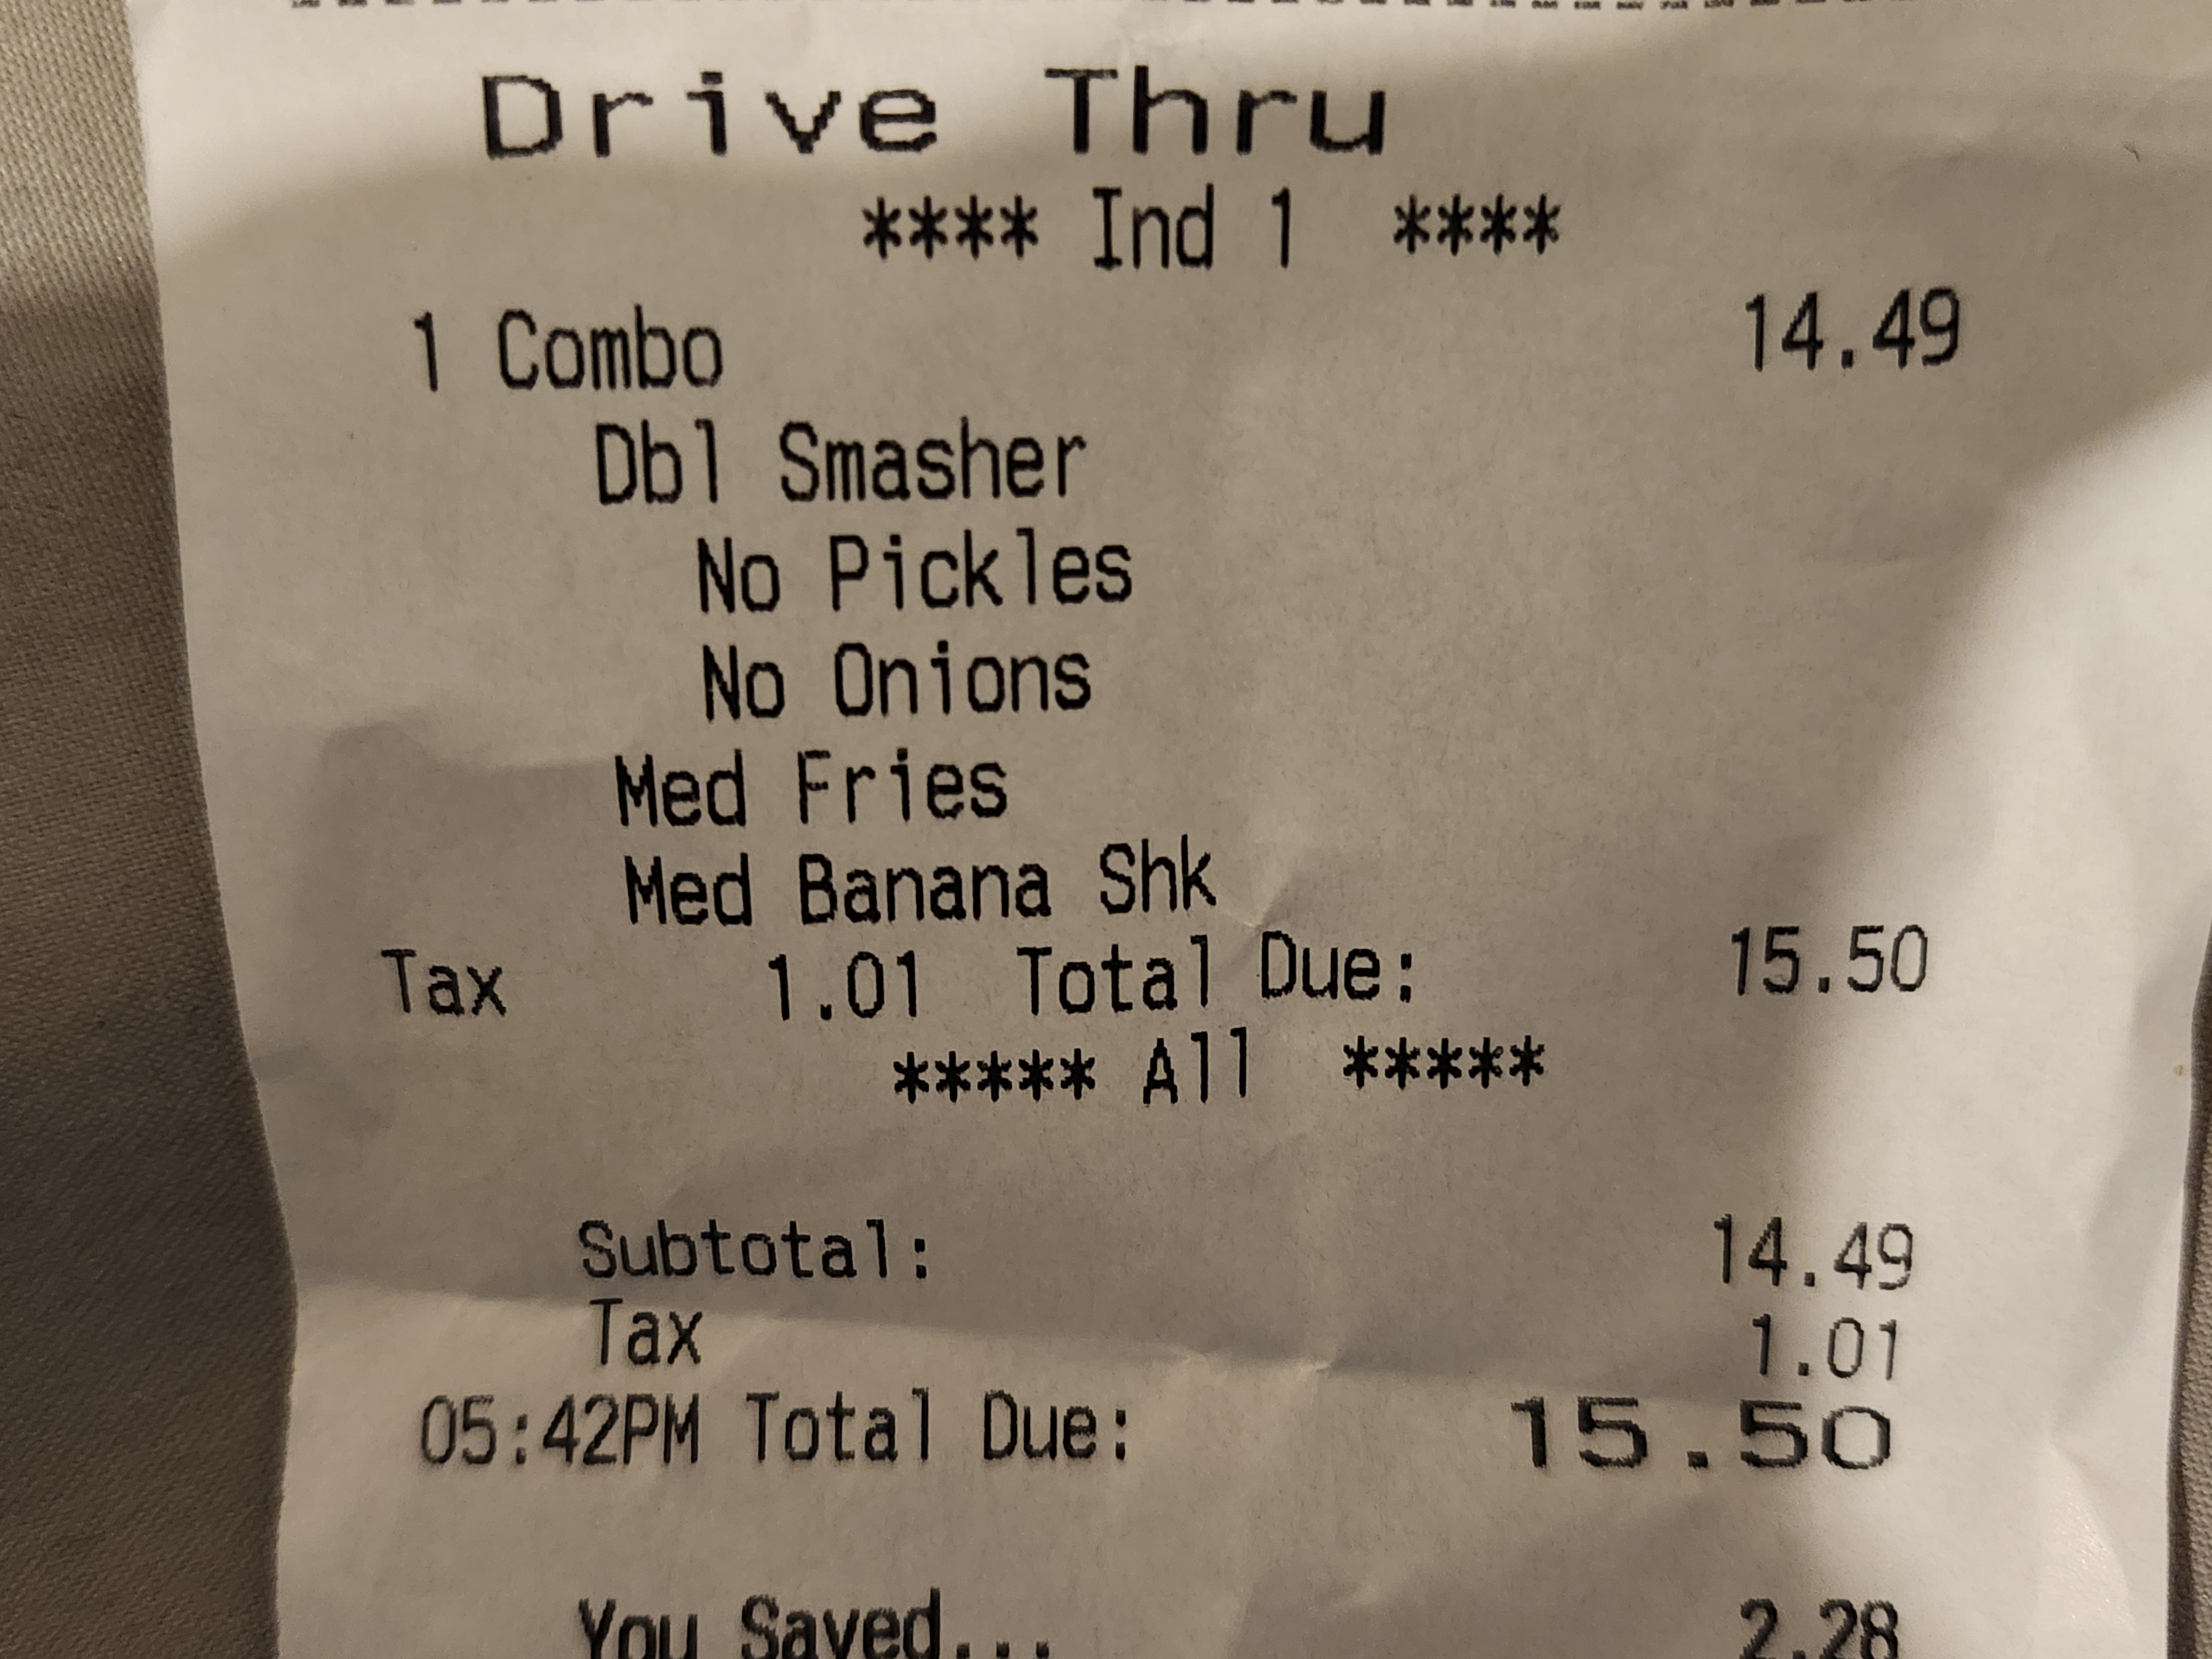 Drive Thru
**** Ind 1 ****
1 Combo 14.49
Dbl Smasher
No Pickles
No Onions
Med Fries
Med Banana Shk
Tax 1.01 Total Due: 15.50
***** All *****
Subtotal: 14.49
Tax 1.01
05:42PM Total Due: 15.50
You Saved... 2.28